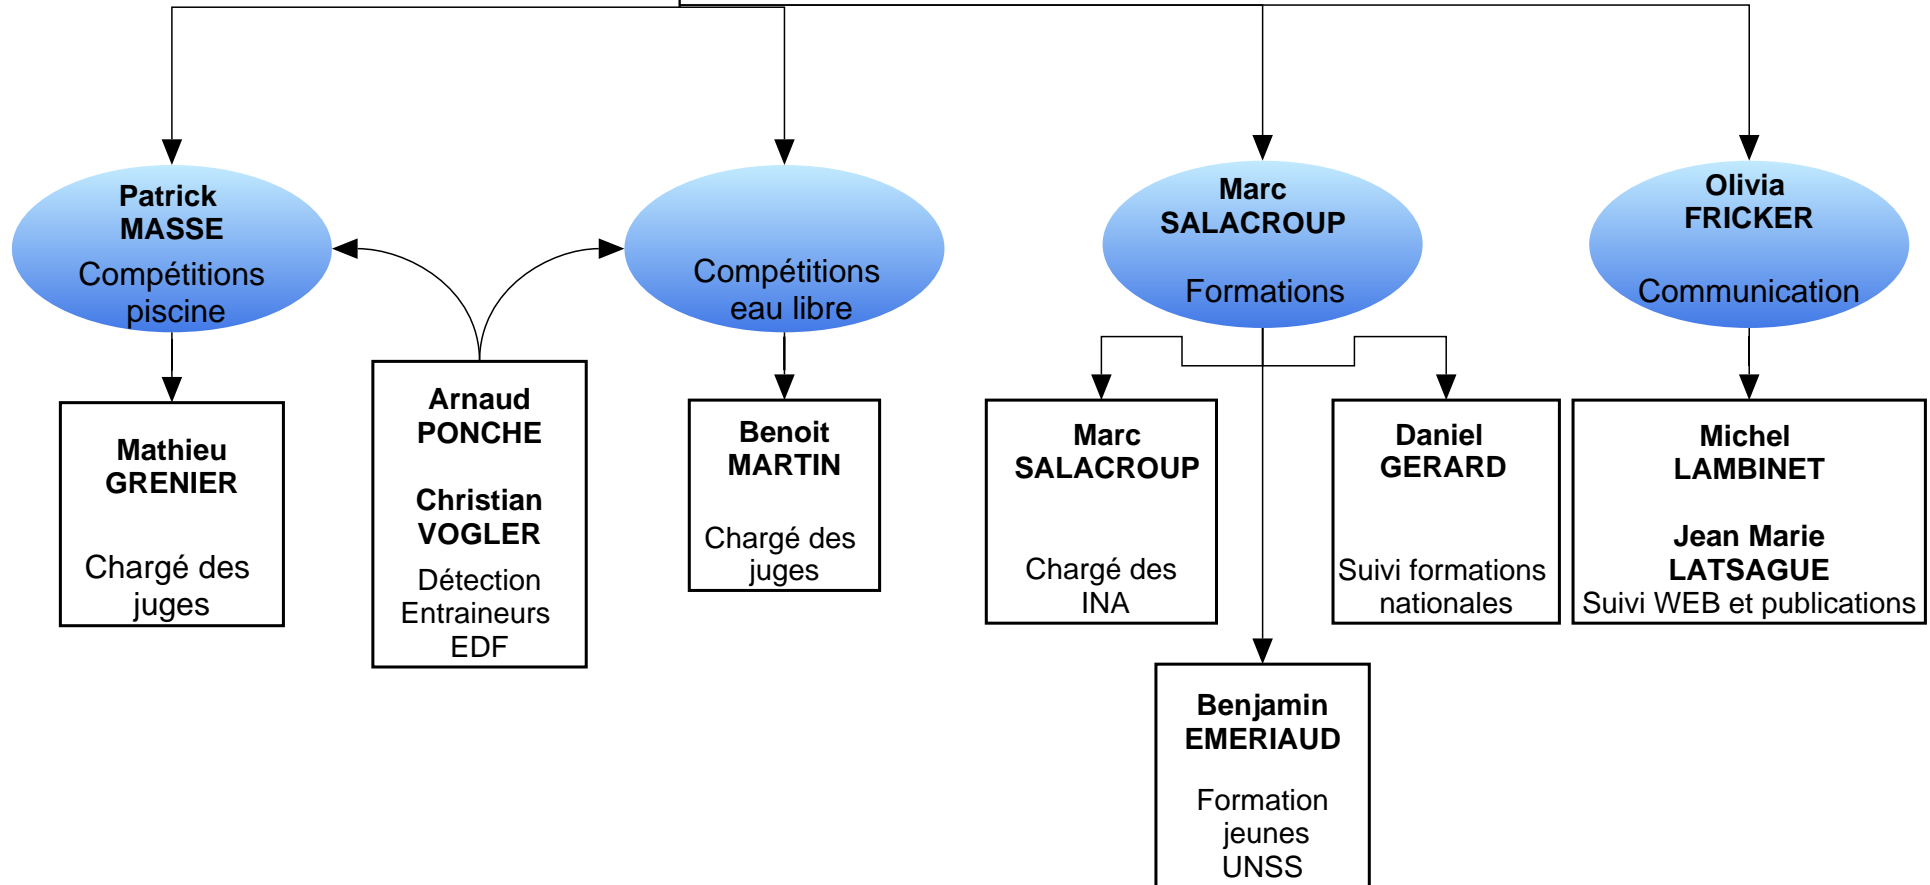 Patrick
MASSE
Compétitions
piscine
Compétitions
eau libre
Marc
SALACROUP
Formations
Olivia
FRICKER
Communication
Mathieu
GRENIER
Chargé des
juges
Arnaud
PONCHE
Christian
VOGLER
Détection
Entraineurs
EDF
Benoit
MARTIN
Chargé des
juges
Marc
SALACROUP
Chargé des
INA
Daniel
GERARD
Suivi formations
nationales
Michel
LAMBINET
Jean Marie
LATSAGUE
Suivi WEB et publications
Benjamin
EMERIAUD
Formation
jeunes
UNSS